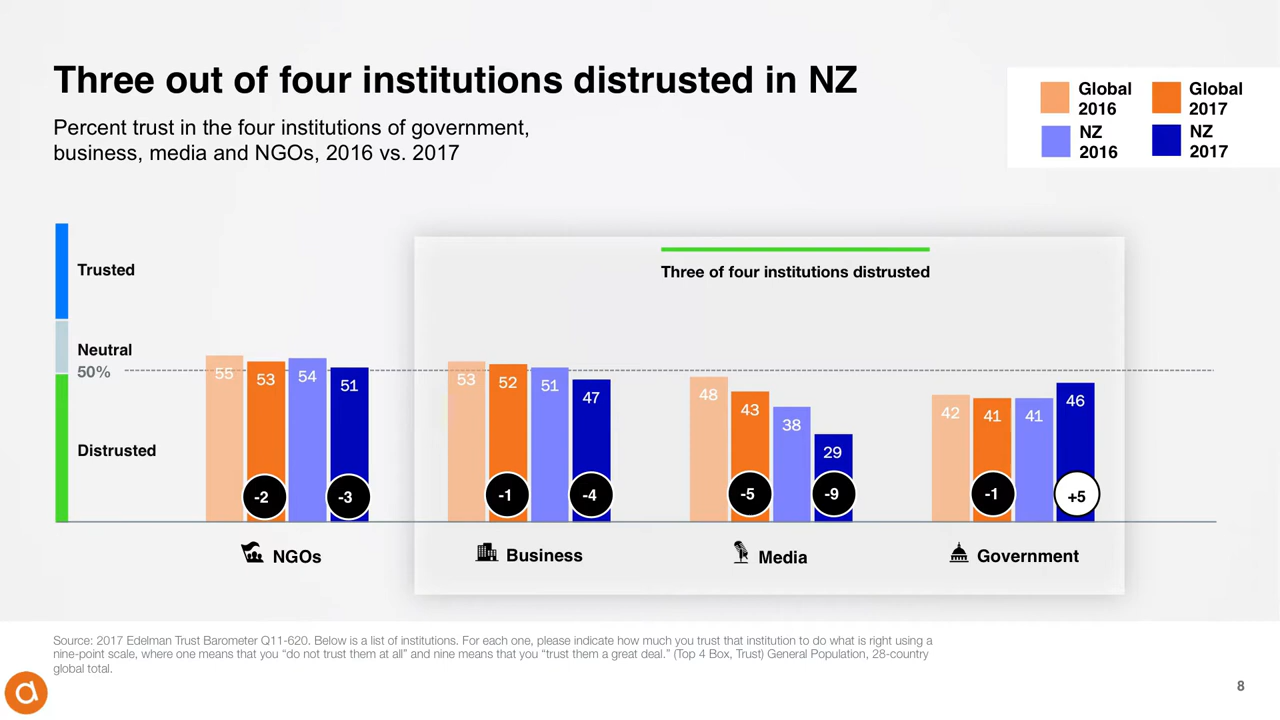 Three out of four institutions distrusted in NZ
Percent trust in the four institutions of government,
business, media and NGOs, 2016 vs. 2017
Global
2016
Global
2017
NZ
2016
NZ
2017
Trusted
Neutral
50%
Distrusted
Three of four institutions distrusted
55
53
54
51
-2
-3
NGOs
53
52
51
47
-1
-4
Business
48
43
38
29
-5
-9
Media
42
41
41
46
-1
+5
Government
Source: 2017 Edelman Trust Barometer Q11-620. Below is a list of institutions. For each one, please indicate how much you trust that institution to do what is right using a
nine-point scale, where one means that you “do not trust them at all” and nine means that you “trust them a great deal.” (Top 4 Box, Trust) General Population, 28-country
global total.
a
8